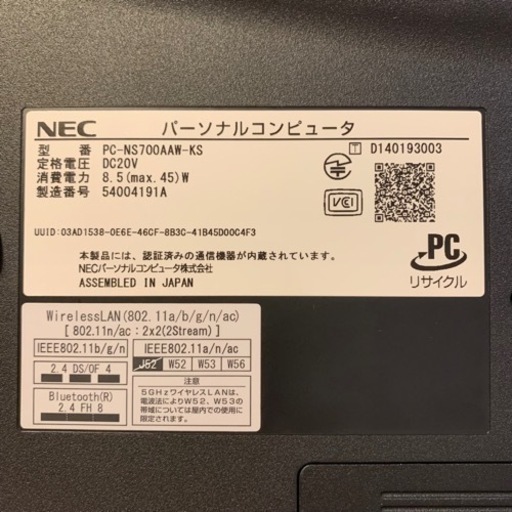 NEC パーソナルコンピュータ
型 番 PC-NS700AAW-KS
定格電圧 DC20V
消費電力 8.5(max.45)W
製造番号 54004191A
T D140193003
VCCI
UUID:03AD1538-0E6E-46CF-8B3C-41B45D00C4F3
本製品には、認証済みの通信機器が内蔵されています。
NECパーソナルコンピュータ株式会社
ASSEMBLED IN JAPAN
PC
リサイクル
WirelessLAN(802.11a/b/g/n/ac)
[ 802.11n/ac:2x2(2Stream) ]
IEEE802.11b/g/n
2.4 DS/OF 4
Bluetooth(R)
2.4 FH 8
IEEE802.11a/n/ac
J52 W52 W53 W56
注意
5GHzワイヤレスLANは、
電波法によりW52、W53の
帯域については屋内での使用に
限定されます。